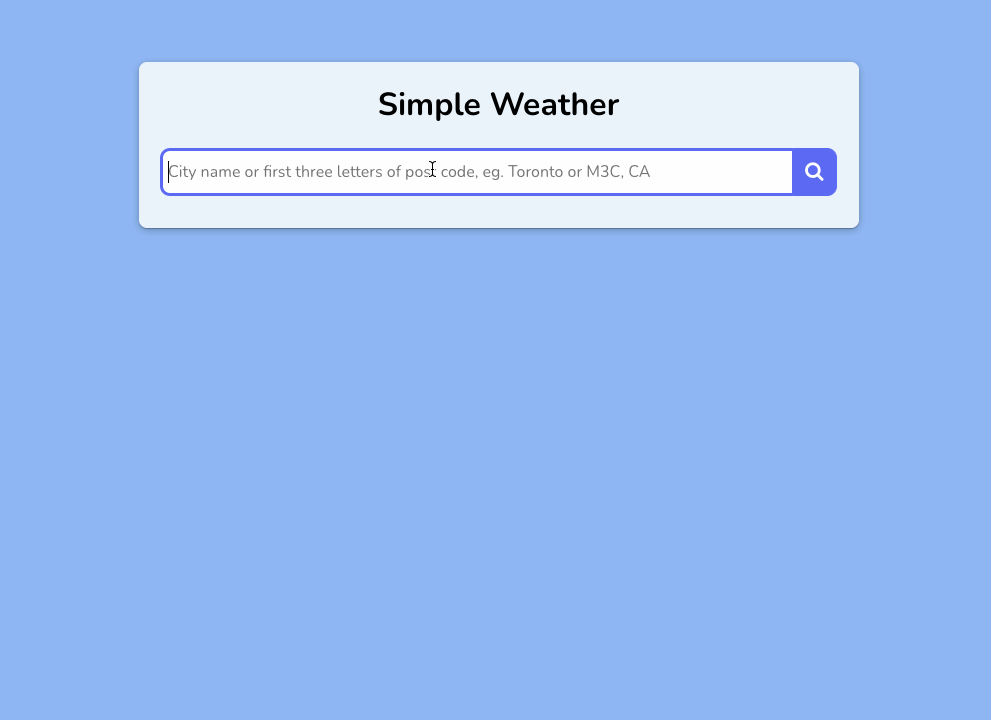 Simple Weather
City name or first three letters of post code, eg. Toronto or M3C, CA